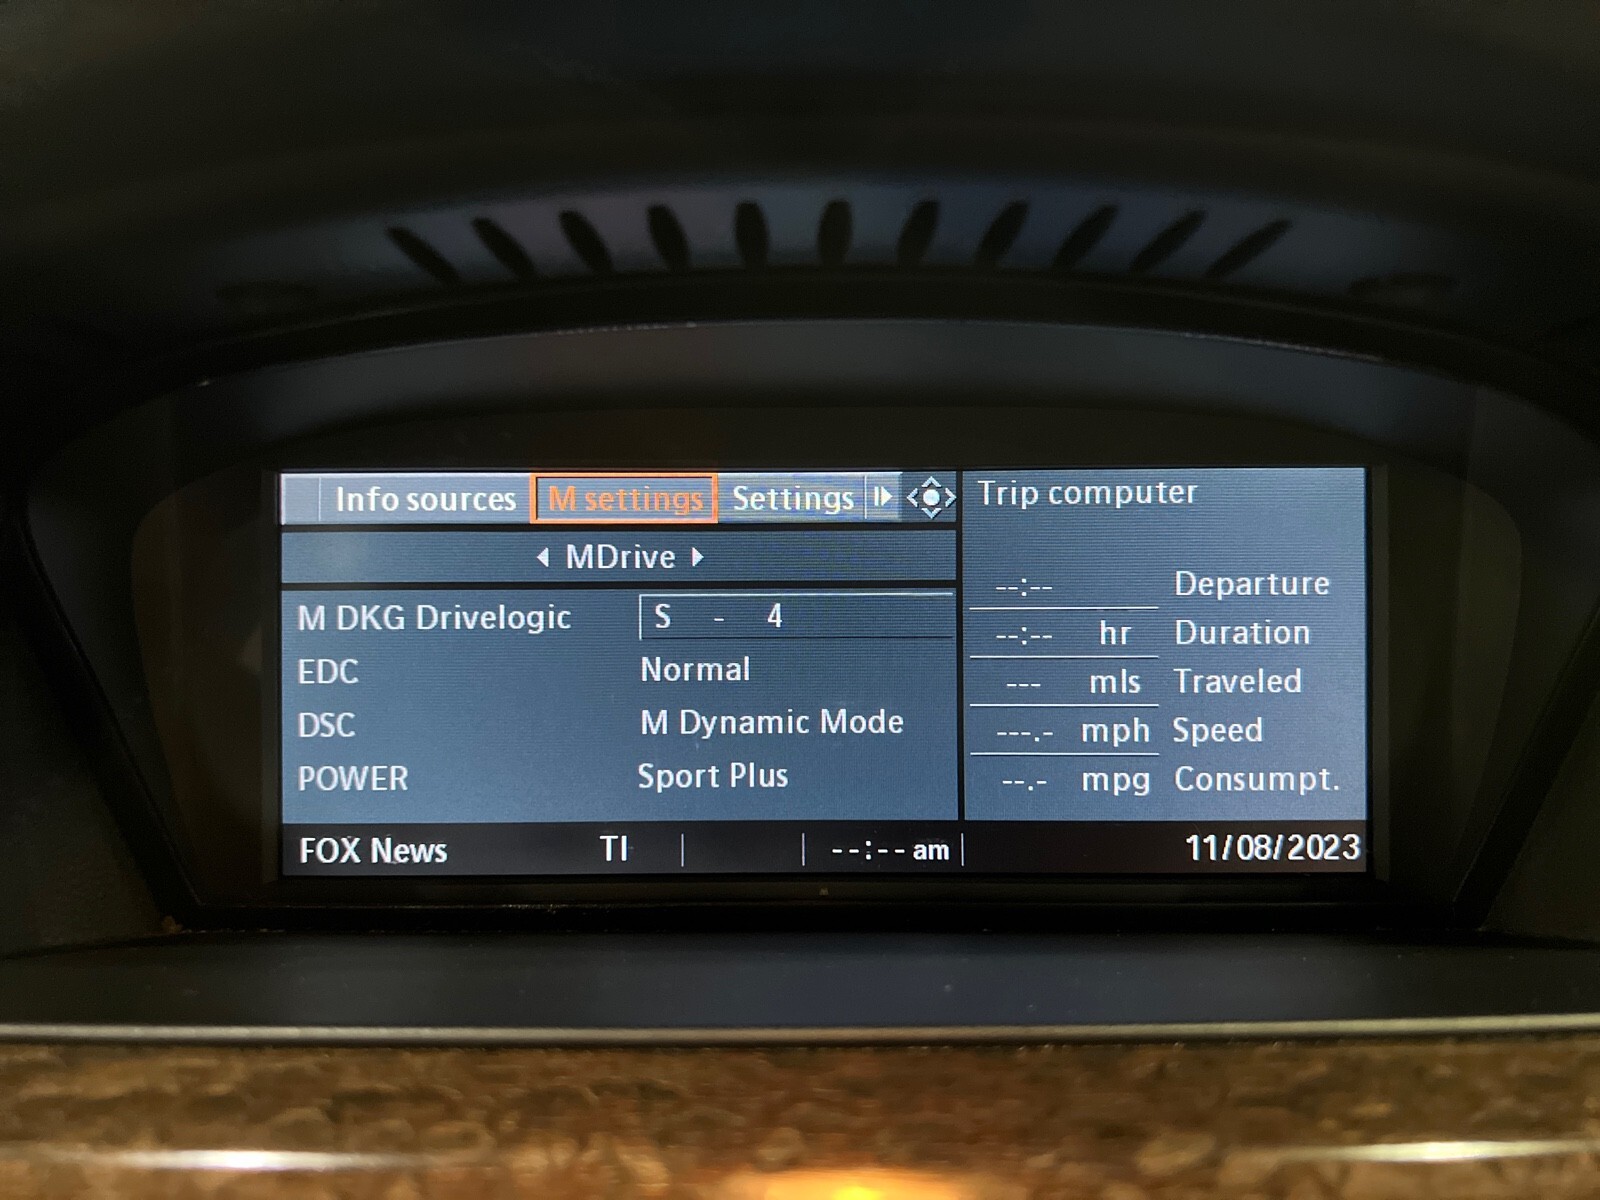 Info sources M settings Settings
MDrive
M DKG Drivelogic S - 4
EDC Normal
DSC M Dynamic Mode
POWER Sport Plus
Trip computer
--:-- Departure
--:-- hr Duration
--- mls Traveled
---.- mph Speed
--.- mpg Consumpt.
FOX News TI --:-- am 11/08/2023